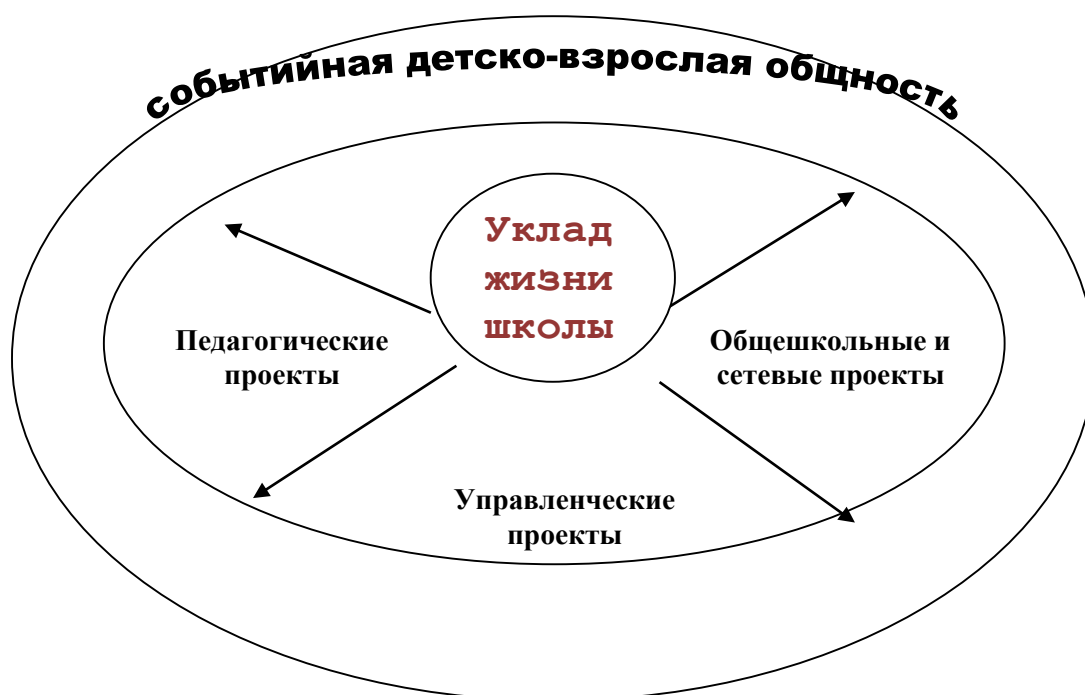 событийная детско-взрослая общность
Уклад
жизни
школы
Педагогические
проекты
Общешкольные и
сетевые проекты
Управленческие
проекты